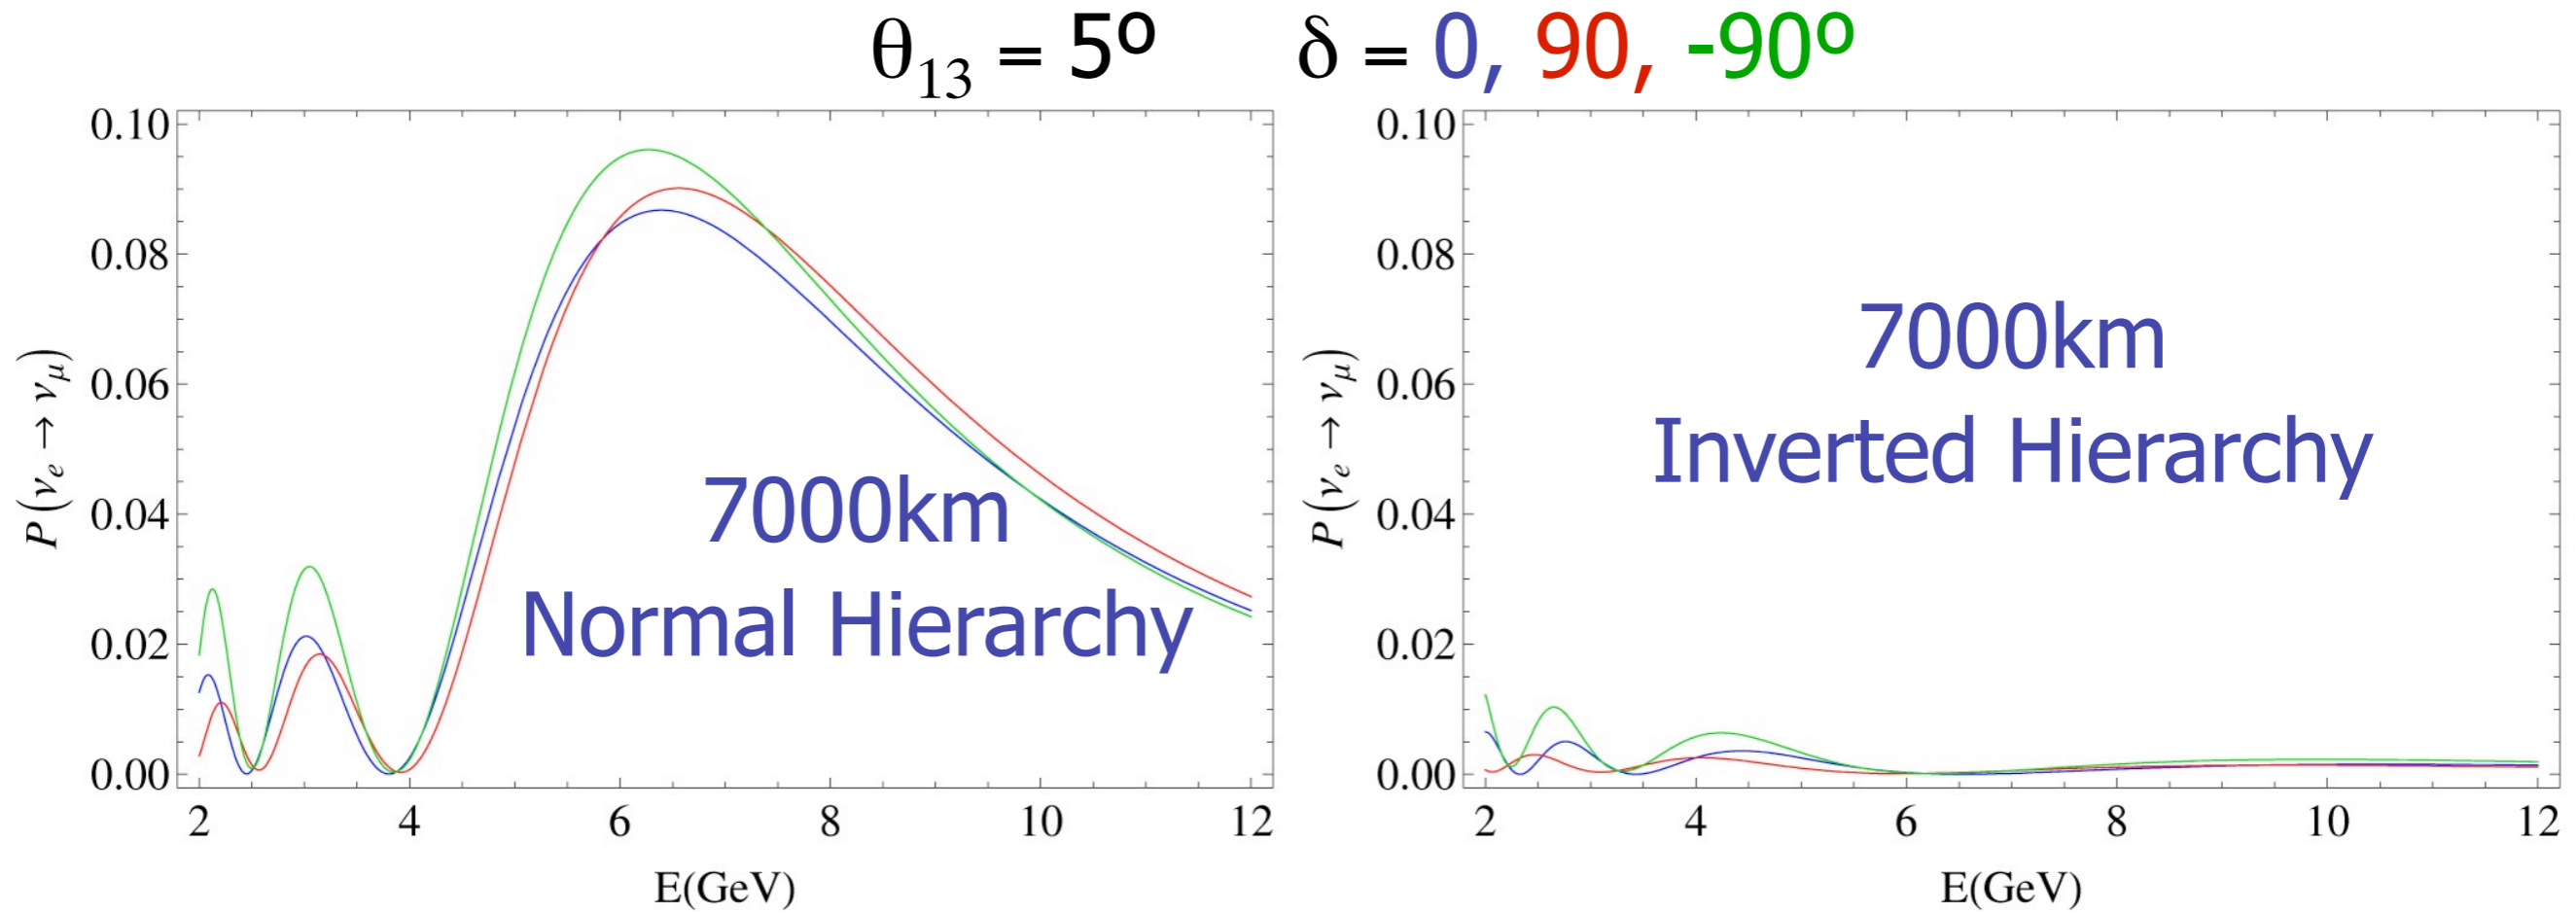 θ13 = 5º δ = 0, 90, -90º
0.10
0.08
0.06
0.04
0.02
0.00
P(νe → νμ)
7000km
Normal Hierarchy
2 4 6 8 10 12
E(GeV)
0.10
0.08
0.06
0.04
0.02
0.00
P(νe → νμ)
7000km
Inverted Hierarchy
2 4 6 8 10 12
E(GeV)